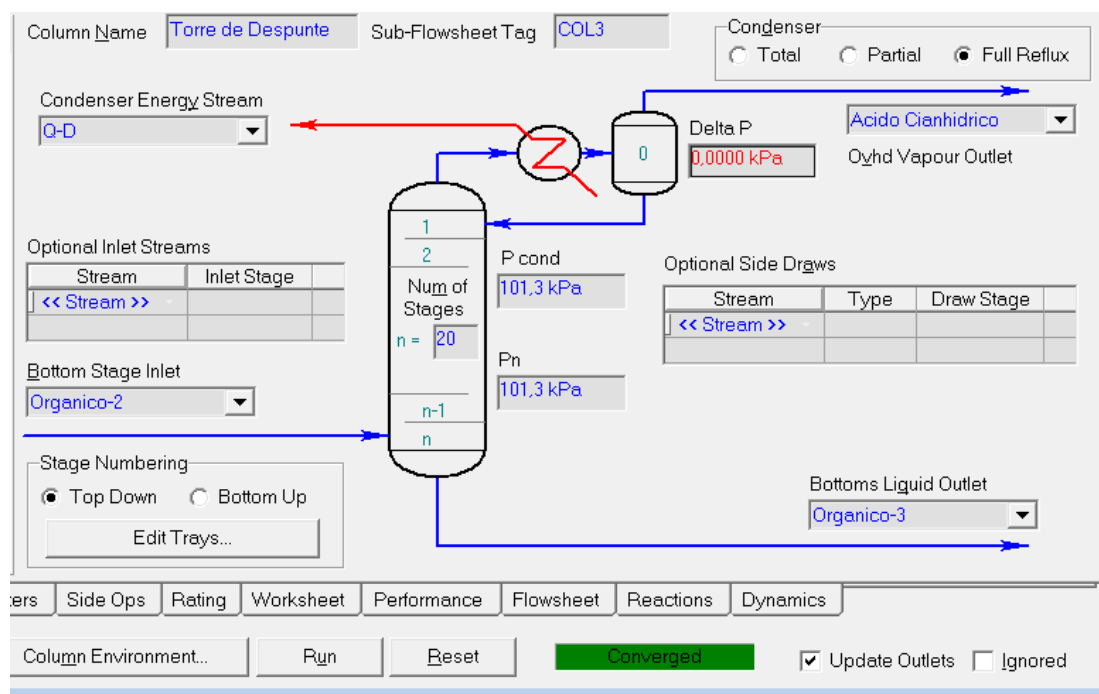 Column Name Torre de Despunte Sub-Flowsheet Tag COL3
Condenser
Total Partial Full Reflux
Condenser Energy Stream
Q-D
Acido Cianhidrico
Ovhd Vapour Outlet
Delta P
0,0000 kPa
0
1
2
Num of
Stages
n = 20
n-1
n
P cond
101,3 kPa
Pn
101,3 kPa
Optional Inlet Streams
Stream Inlet Stage
<< Stream >>
Optional Side Draws
Stream Type Draw Stage
<< Stream >>
Bottom Stage Inlet
Organico-2
Stage Numbering
Top Down Bottom Up
Edit Trays...
Bottoms Liquid Outlet
Organico-3
Side Ops Rating Worksheet Performance Flowsheet Reactions Dynamics
Column Environment... Run Reset Converged Update Outlets Ignored